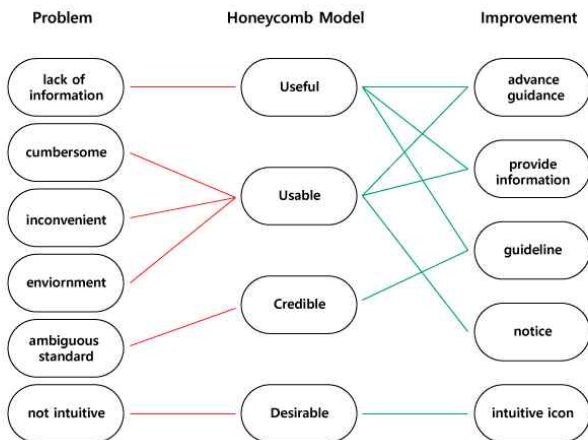 Problem
Honeycomb Model
Improvement
lack of
information
Useful
advance
guidance
cumbersome
Usable
provide
information
inconvenient
guideline
enviornment
Credible
notice
ambiguous
standard
not intuitive
Desirable
intuitive icon